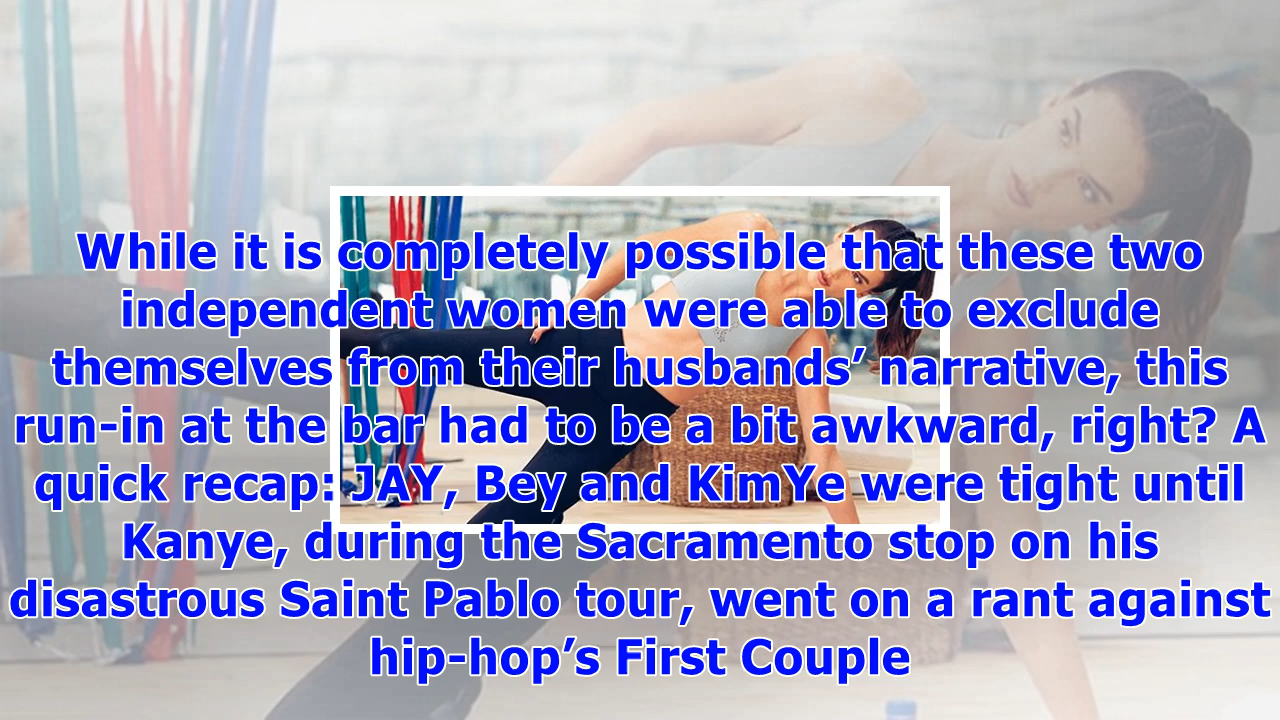 While it is completely possible that these two
independent women were able to exclude
themselves from their husbands’ narrative, this
run-in at the bar had to be a bit awkward, right? A
quick recap: JAY, Bey and KimYe were tight until
Kanye, during the Sacramento stop on his
disastrous Saint Pablo tour, went on a rant against
hip-hop’s First Couple